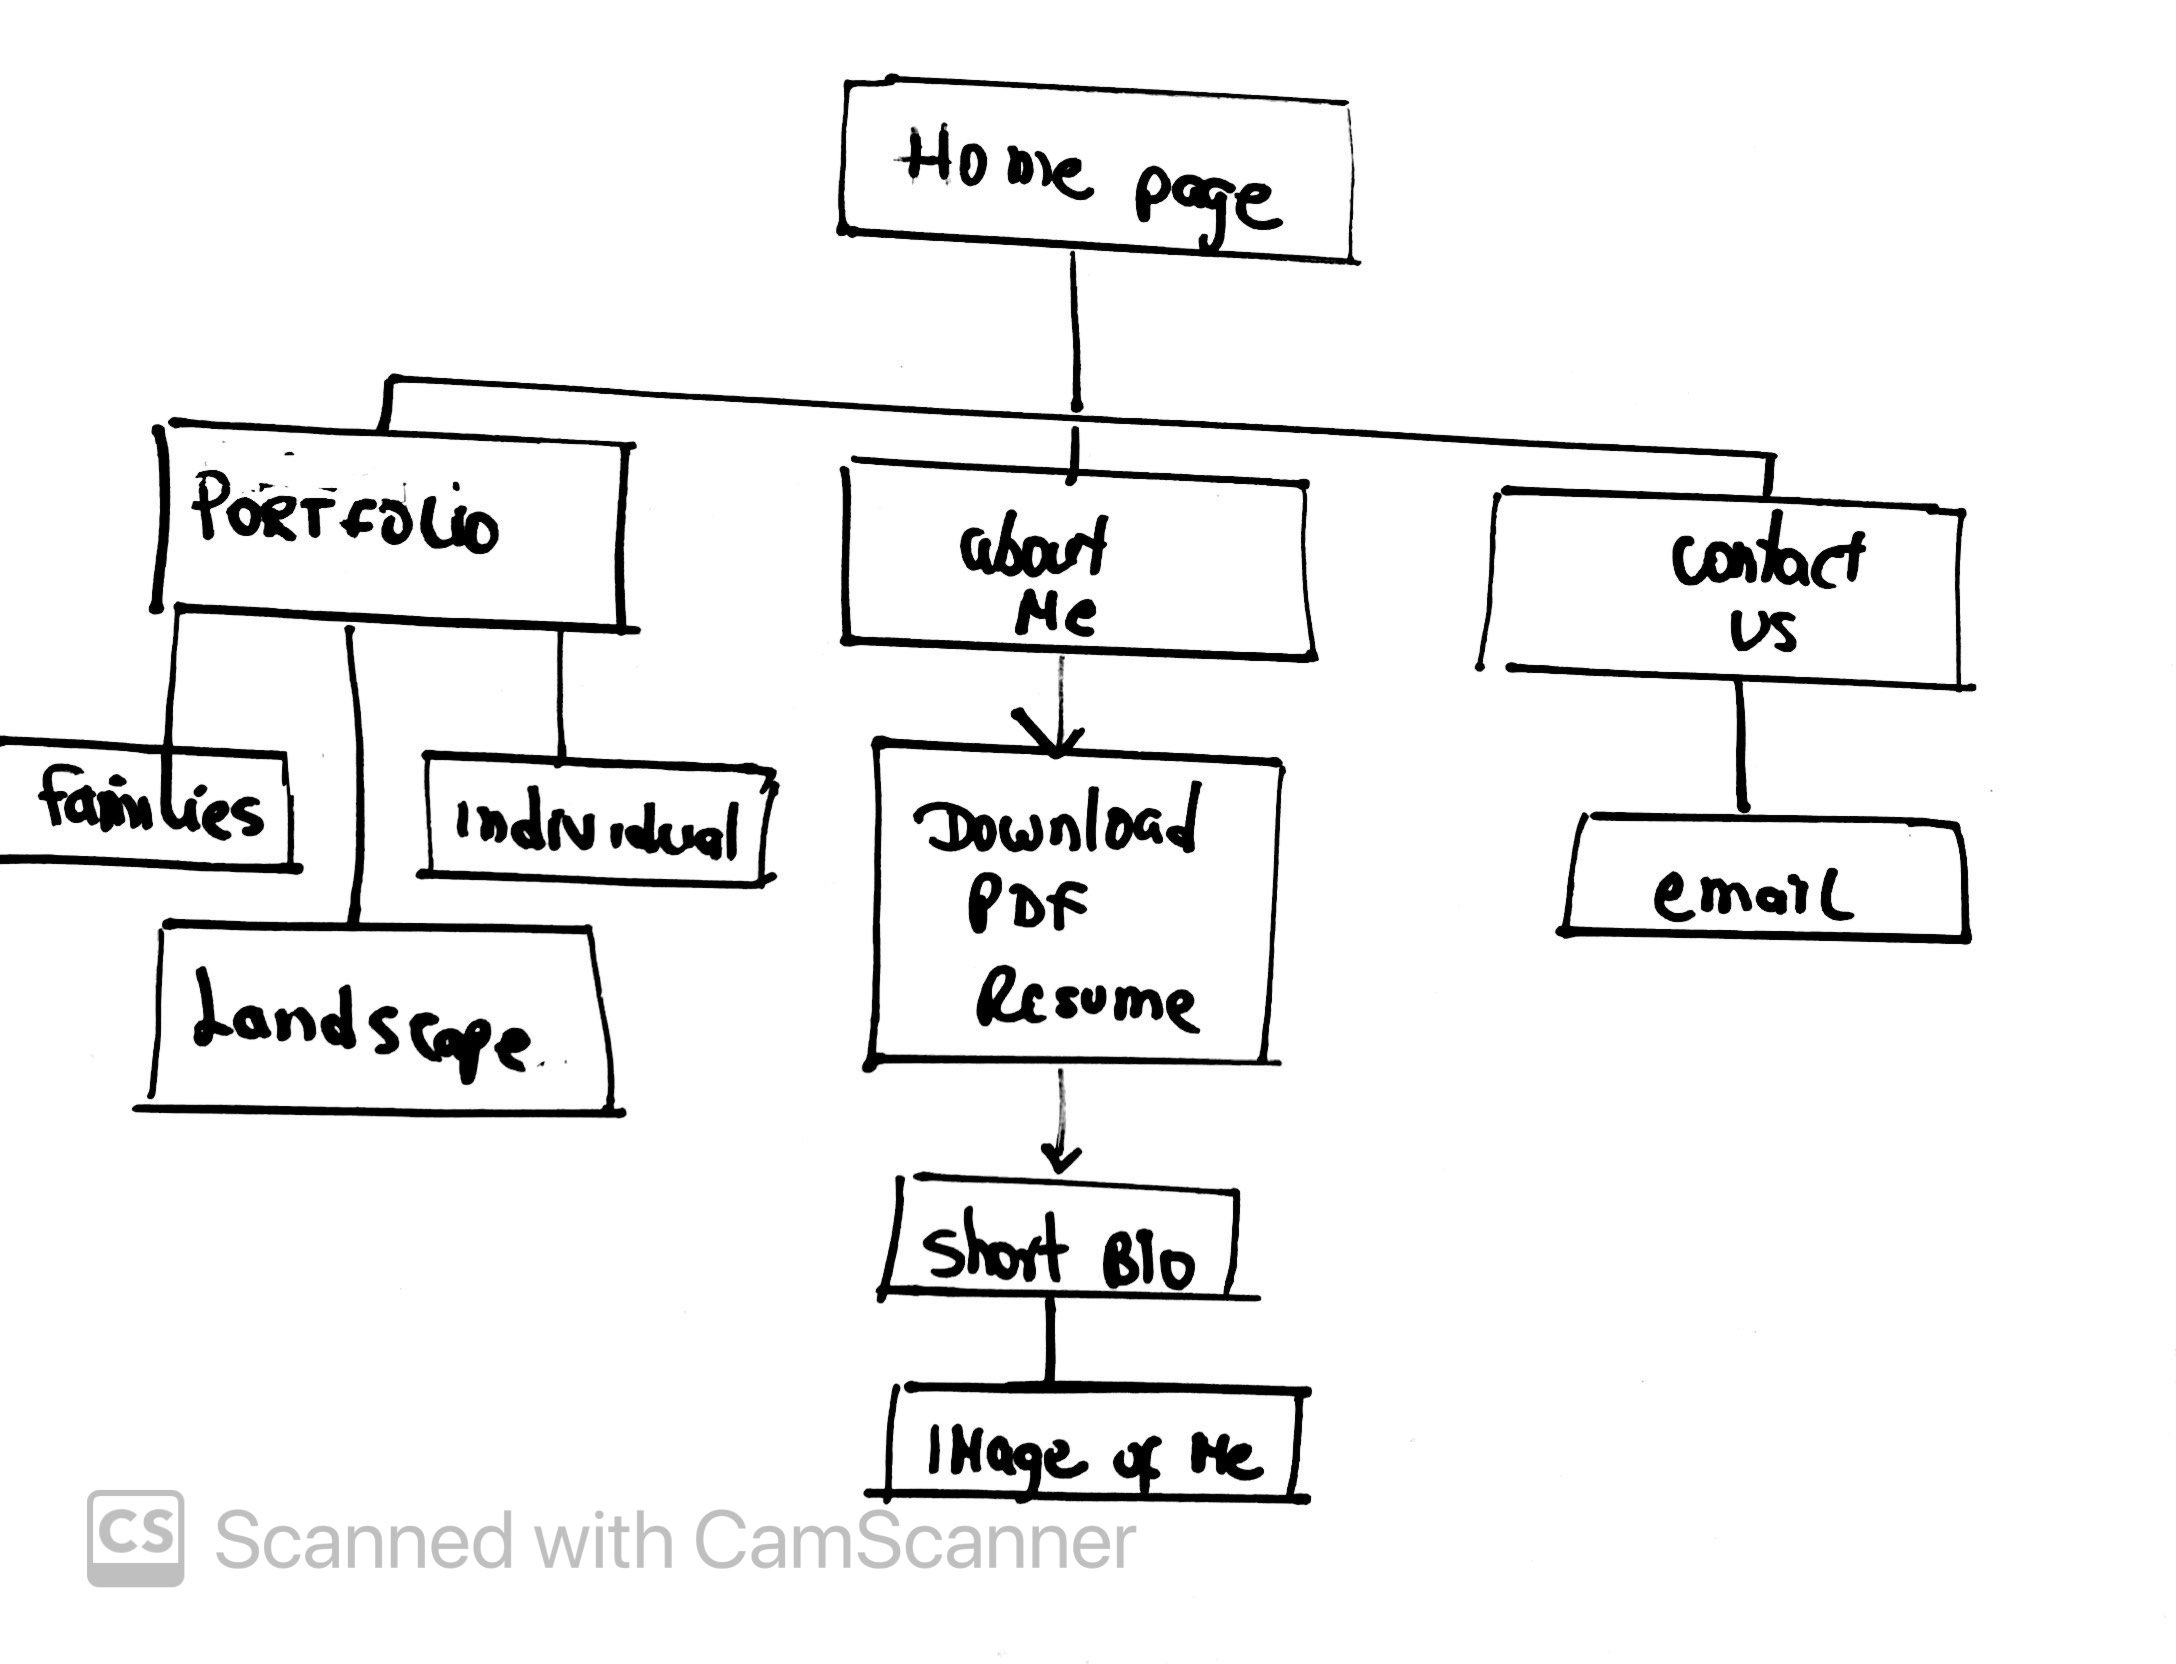 Home page
PORTFOLIO
about
Me
contact
us
families
Individual
Download
PDF
Resume
email
Landscape
short Bio
IMage of Me
CS Scanned with CamScanner